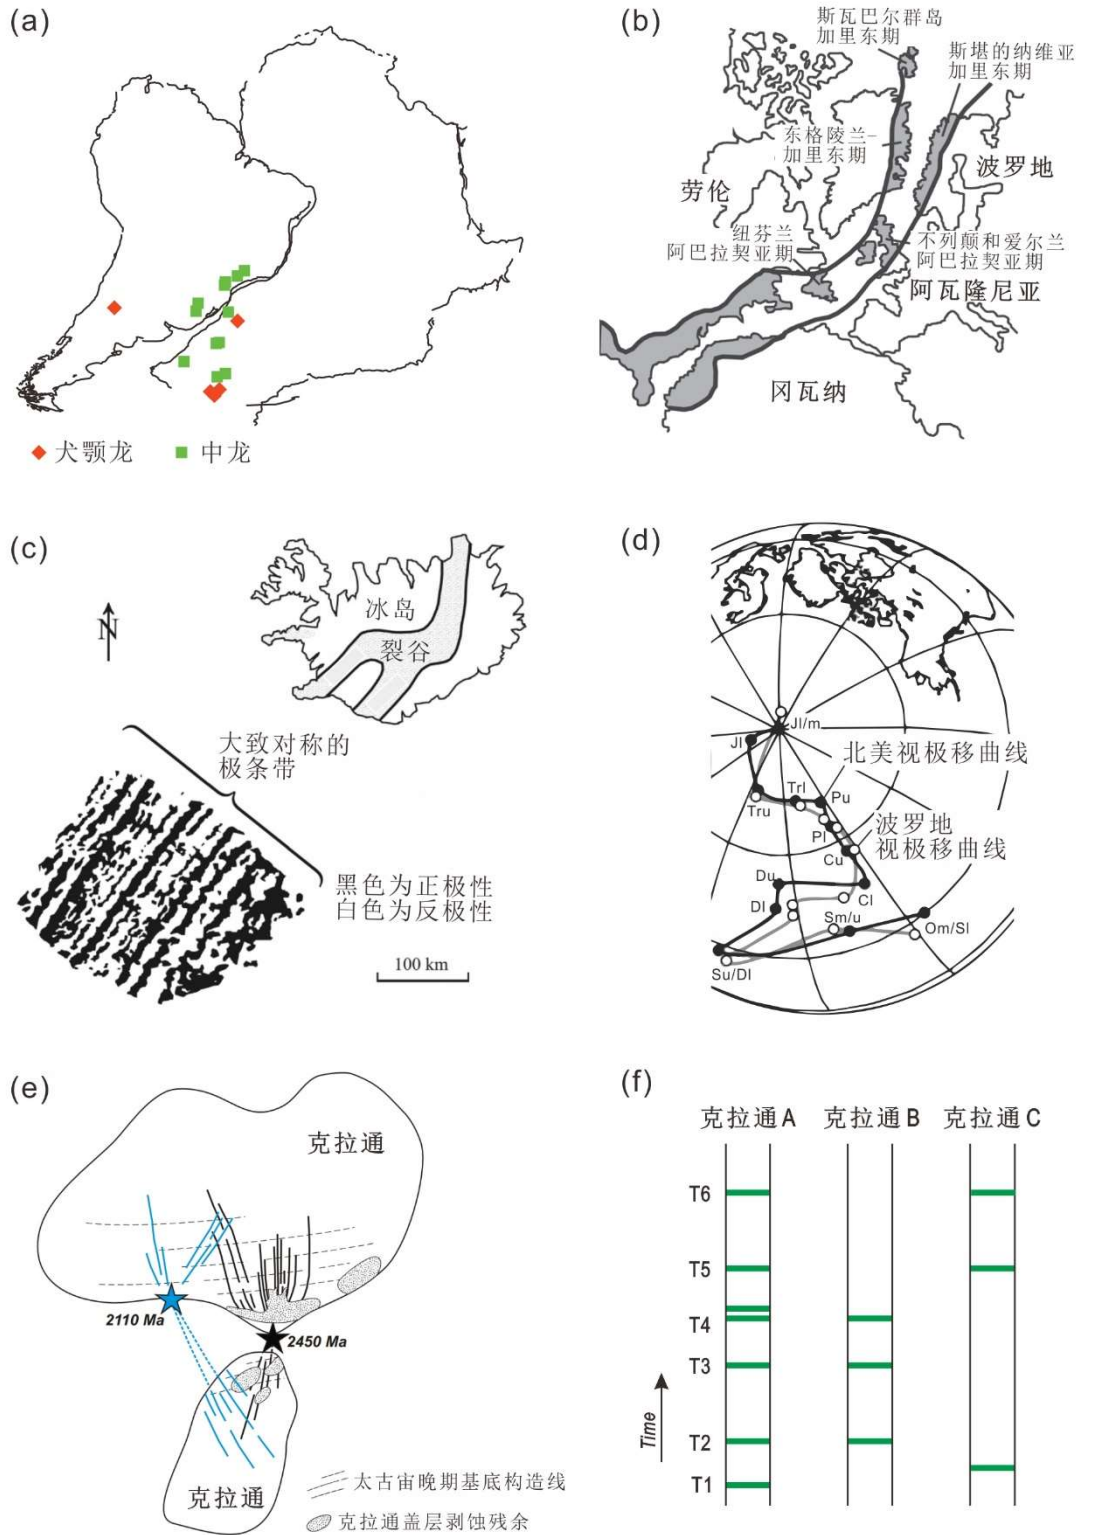 (a)
犬颚龙
中龙
(b)
斯瓦巴尔群岛
加里东期
斯堪的纳维亚
加里东期
东格陵兰-
加里东期
波罗地
劳伦
纽芬兰
阿巴拉契亚期
不列颠和爱尔兰
阿巴拉契亚期
阿瓦隆尼亚
冈瓦纳
(c)
N
冰岛
裂谷
大致对称的
极条带
黑色为正极性
白色为反极性
100 km
(d)
Jl/m
Jl
北美视极移曲线
Trl
Pu
Tru
Pl
波罗地
视极移曲线
Cu
Du
Cl
Dl
Sm/u
Om/Sl
Su/Dl
(e)
克拉通
2110 Ma
2450 Ma
克拉通
太古宙晚期基底构造线
克拉通盖层剥蚀残余
(f)
克拉通A
克拉通B
克拉通C
T6
T5
T4
T3
T2
T1
Time